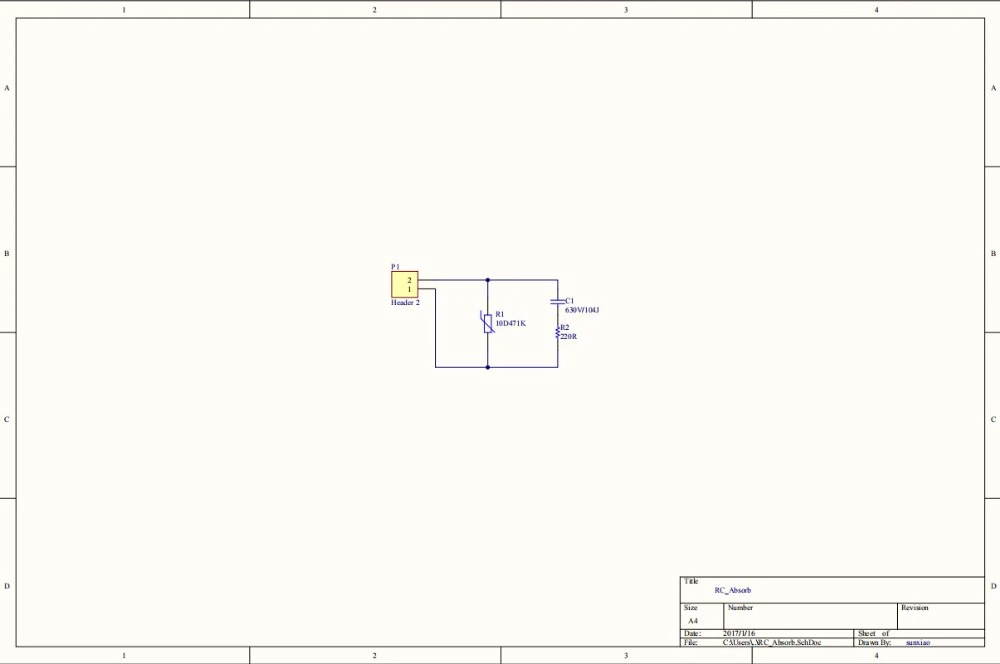 1 2 3 4
A A
P1
B B
2
1
Header 2
C1
630V/104J
R1
10D471K
R2
220R
C C
Title
RC_Absorb
D D
Size Number Revision
A4
Date: 2017/1/16 Sheet of
File: C:\Users\..\RC_Absorb.SchDoc Drawn By: sunxiao
1 2 3 4